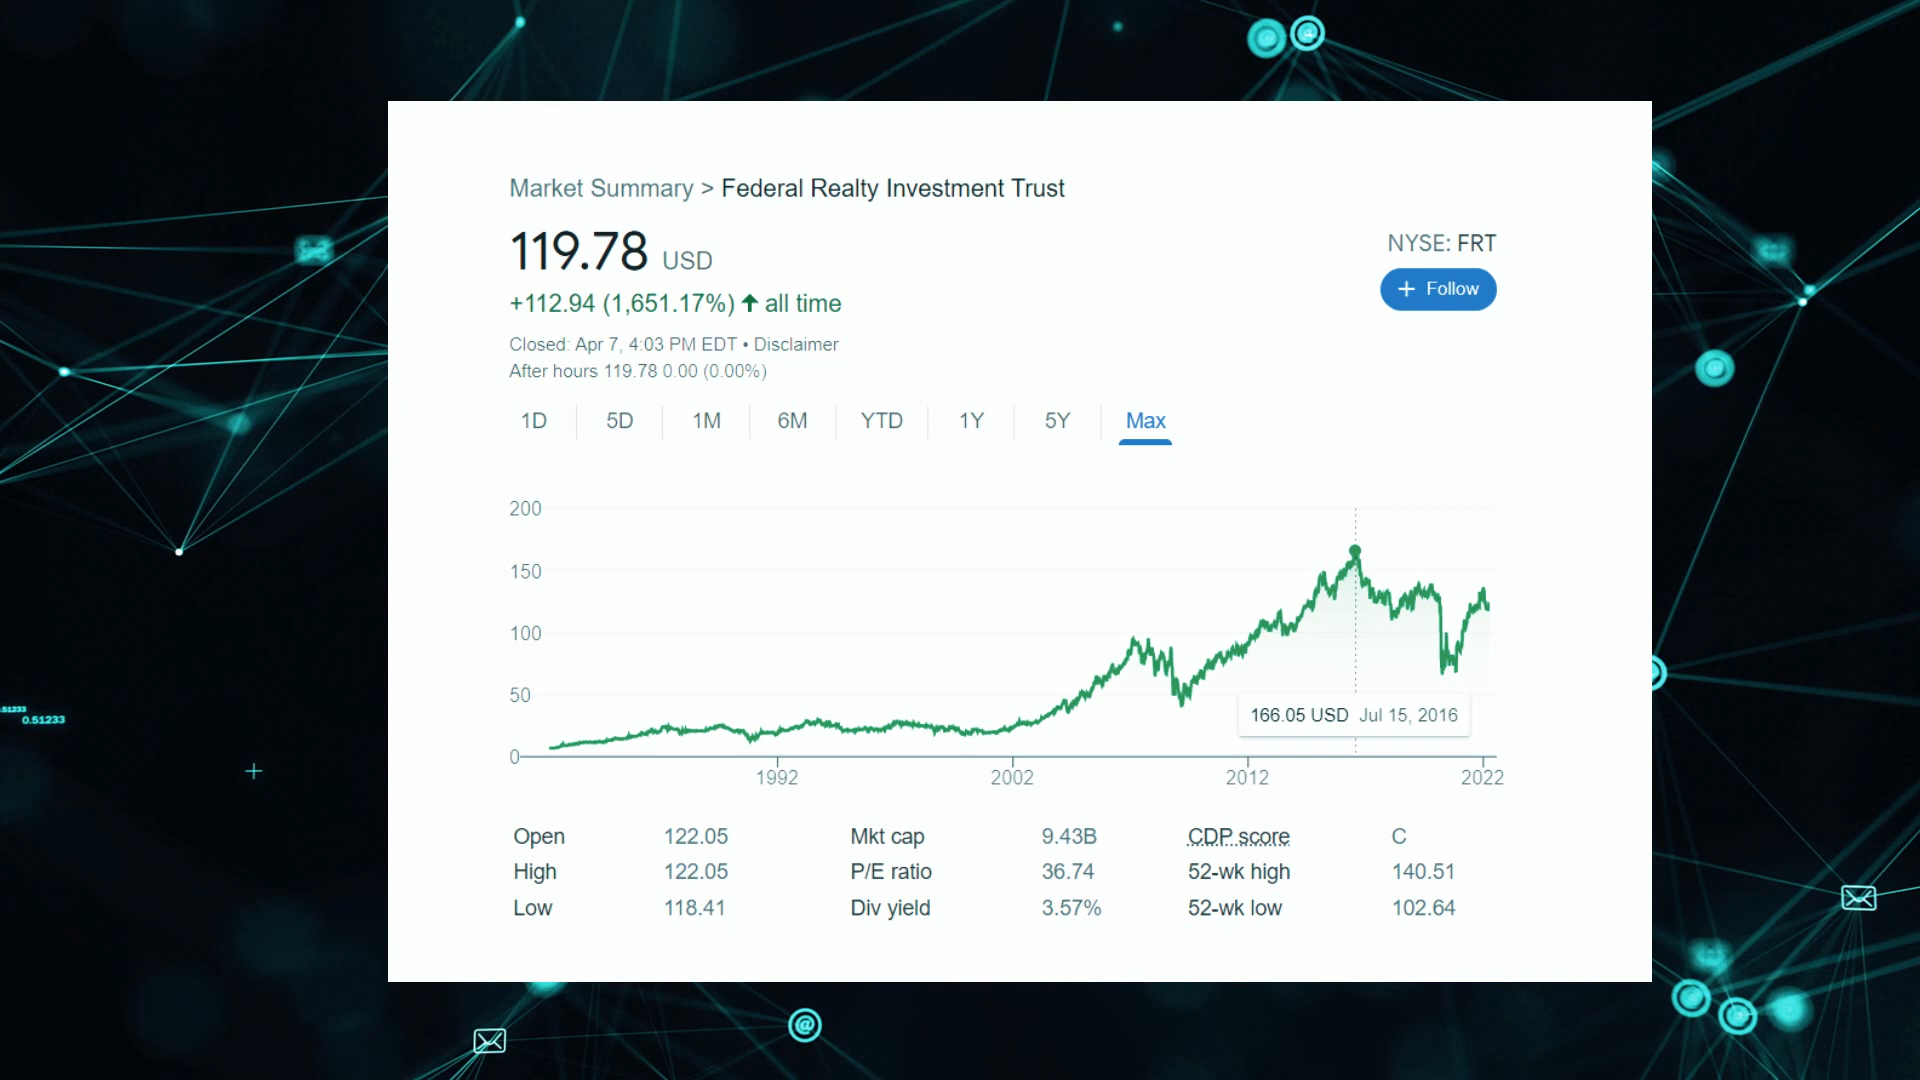 Market Summary > Federal Realty Investment Trust
119.78 USD
NYSE: FRT
+ Follow
+112.94 (1,651.17%) ↑ all time
Closed: Apr 7, 4:03 PM EDT • Disclaimer
After hours 119.78 0.00 (0.00%)
1D 5D 1M 6M YTD 1Y 5Y Max
200
150
100
50
0
166.05 USD Jul 15, 2016
1992 2002 2012 2022
Open 122.05 Mkt cap 9.43B CDP score C
High 122.05 P/E ratio 36.74 52-wk high 140.51
Low 118.41 Div yield 3.57% 52-wk low 102.64
.51233
0.51233
@